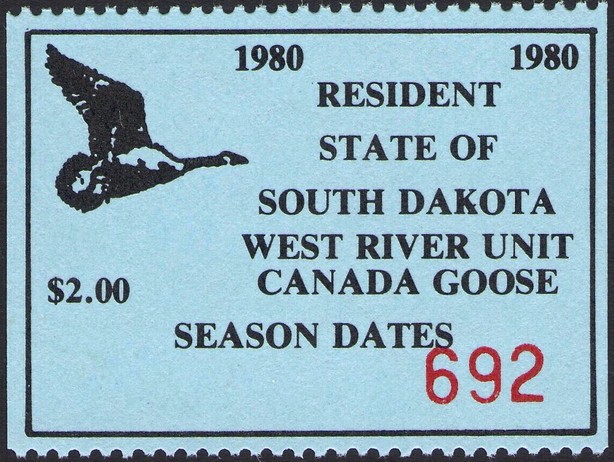 1980 1980
RESIDENT
STATE OF
SOUTH DAKOTA
WEST RIVER UNIT
CANADA GOOSE
$2.00
SEASON DATES
692